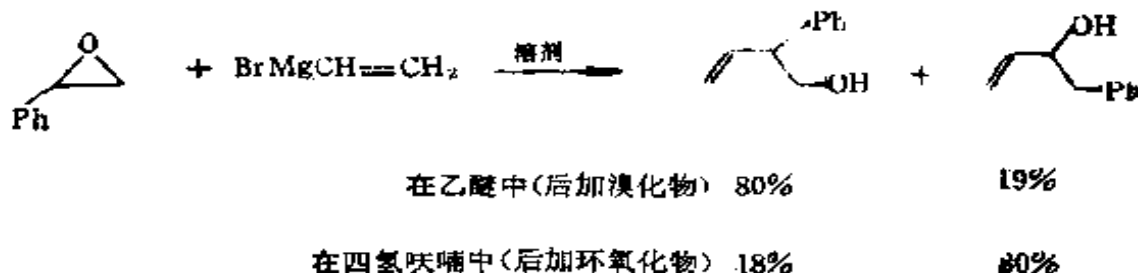 O
Ph
+ BrMgCH=CH₂
溶剂
Ph
OH
+
OH
Ph
在乙醚中(后加溴化物) 80% 19%
在四氢呋喃中(后加环氧化物) 18%